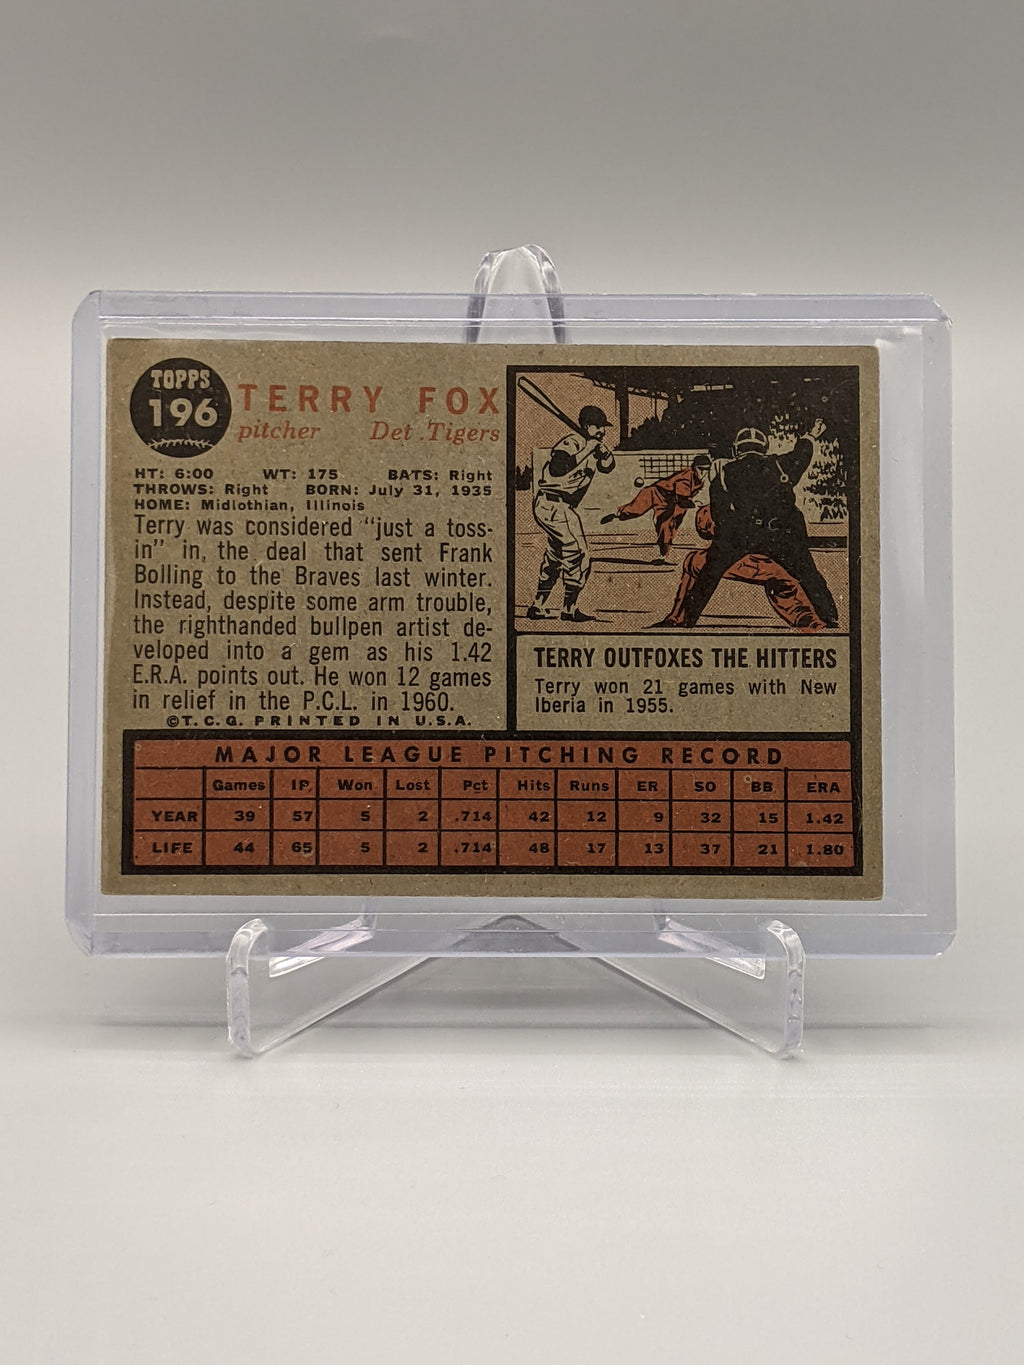 TOPPS
196
TERRY FOX
pitcher Det. Tigers
HT: 6:00 WT: 175 BATS: Right
THROWS: Right BORN: July 31, 1935
HOME: Midlothian, Illinois
Terry was considered "just a toss-
in" in, the deal that sent Frank
Bolling to the Braves last winter.
Instead, despite some arm trouble,
the righthanded bullpen artist de-
veloped into a gem as his 1.42
E.R.A. points out. He won 12 games
in relief in the P.C.L. in 1960.
©T.C.G. PRINTED IN U.S.A.
TERRY OUTFOXES THE HITTERS
Terry won 21 games with New
Iberia in 1955.
MAJOR LEAGUE PITCHING RECORD
Games IP Won Lost Pct Hits Runs ER SO BB ERA
YEAR 39 57 5 2 .714 42 12 9 32 15 1.42
LIFE 44 65 5 2 .714 48 17 13 37 21 1.80